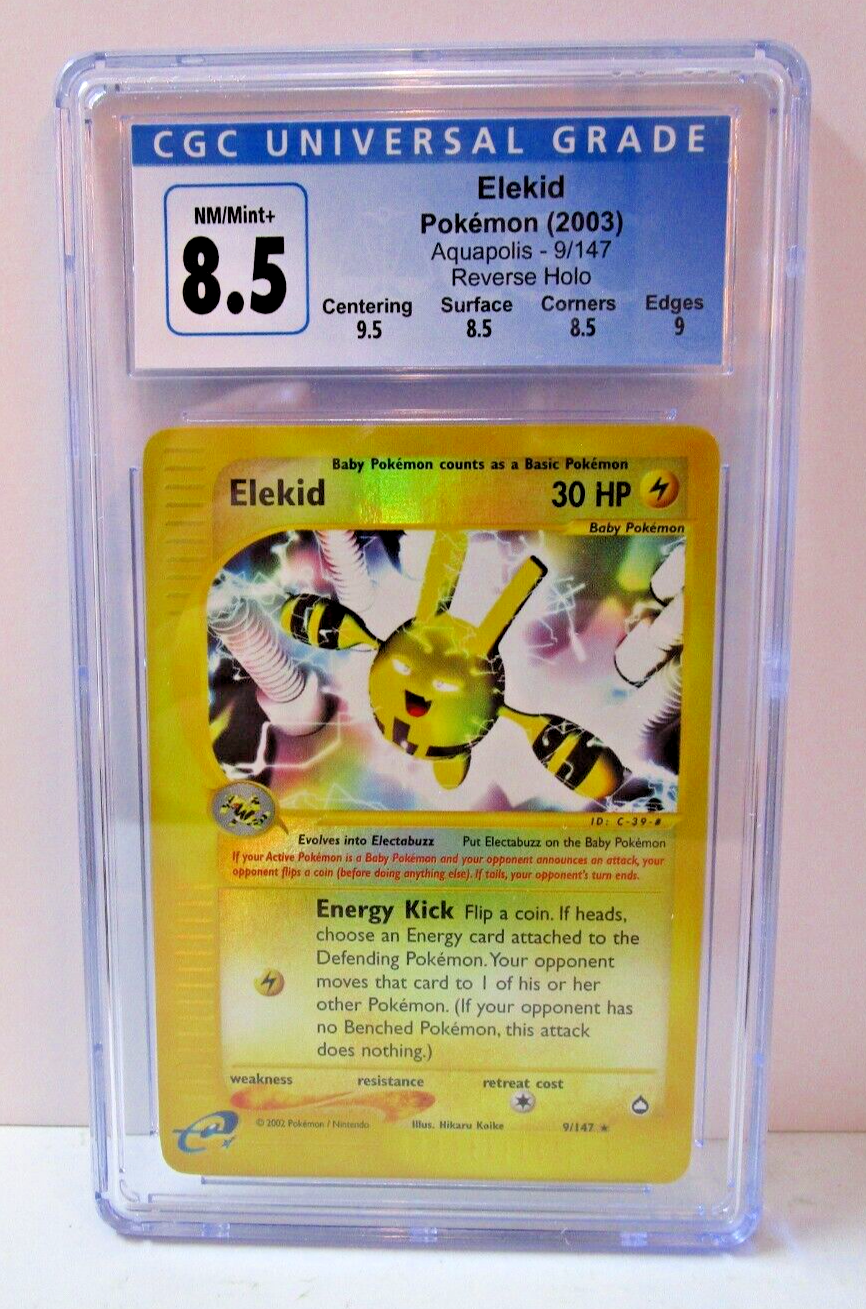 CGC UNIVERSAL GRADE
NM/Mint+
8.5
Elekid
Pokémon (2003)
Aquapolis - 9/147
Reverse Holo
Centering Surface Corners Edges
9.5 8.5 8.5 9
Baby Pokémon counts as a Basic Pokémon
Elekid 30 HP
Baby Pokémon
ID: C-39-#
Evolves into Electabuzz Put Electabuzz on the Baby Pokémon
If your Active Pokémon is a Baby Pokémon and your opponent announces an attack, your
opponent flips a coin (before doing anything else). If tails, your opponent's turn ends.
Energy Kick Flip a coin. If heads,
choose an Energy card attached to the
Defending Pokémon. Your opponent
moves that card to 1 of his or her
other Pokémon. (If your opponent has
no Benched Pokémon, this attack
does nothing.)
weakness resistance retreat cost
e
© 2002 Pokémon / Nintendo Illus. Hikaru Koike 9/147 ★